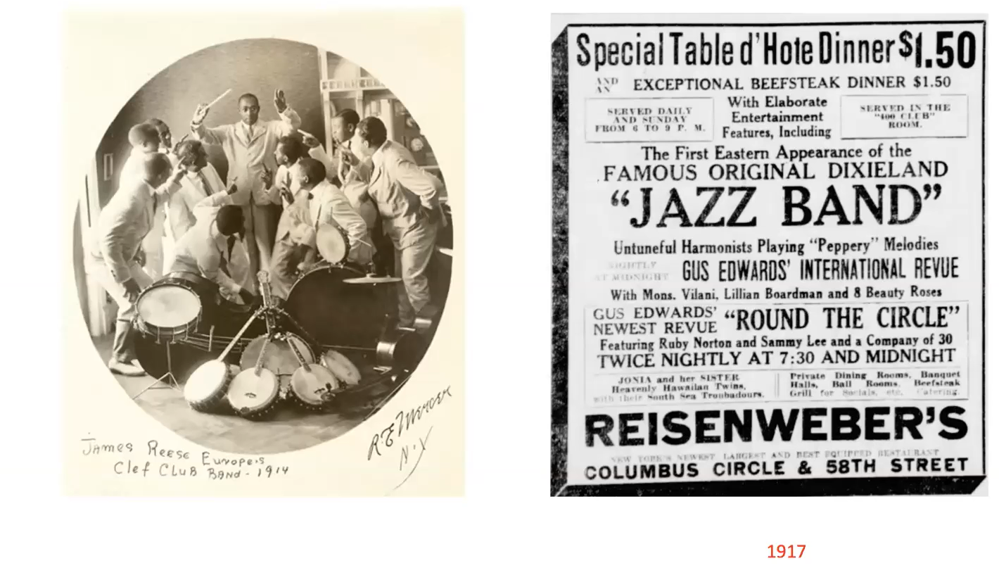 James Reese Europe's
Clef Club Band - 1914
R.E. Mercer
N.Y
Special Table d'Hote Dinner $1.50
AND AN EXCEPTIONAL BEEFSTEAK DINNER $1.50
SERVED DAILY
AND SUNDAY
FROM 6 TO 9 P. M.
With Elaborate
Entertainment
Features, Including
SERVED IN THE
"400 CLUB"
ROOM.
The First Eastern Appearance of the
FAMOUS ORIGINAL DIXIELAND
“JAZZ BAND”
Untuneful Harmonists Playing “Peppery” Melodies
NIGHTLY
AT MIDNIGHT
GUS EDWARDS' INTERNATIONAL REVUE
With Mons. Vilani, Lillian Boardman and 8 Beauty Roses
GUS EDWARDS'
NEWEST REVUE
“ROUND THE CIRCLE”
Featuring Ruby Norton and Sammy Lee and a Company of 30
TWICE NIGHTLY AT 7:30 AND MIDNIGHT
JONIA and her SISTER
Heavenly Hawaiian Twins,
with their South Sea Troubadours.
Private Dining Rooms, Banquet
Halls, Ball Rooms, Beefsteak
Grill for Socials, etc. Catering.
REISENWEBER'S
NEW YORK'S NEWEST LARGEST AND BEST EQUIPPED RESTAURANT
COLUMBUS CIRCLE & 58TH STREET
1917